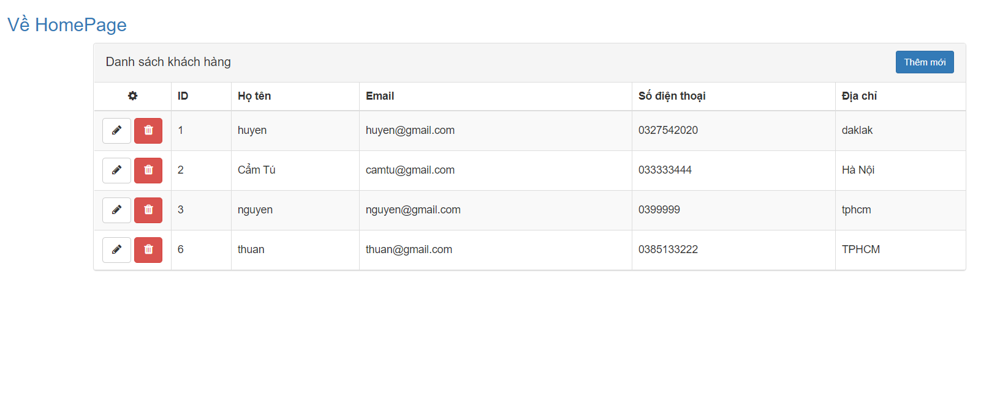 Về HomePage
Danh sách khách hàng Thêm mới
ID Họ tên Email Số điện thoại Địa chỉ
1 huyen huyen@gmail.com 0327542020 daklak
2 Cẩm Tú camtu@gmail.com 033333444 Hà Nội
3 nguyen nguyen@gmail.com 0399999 tphcm
6 thuan thuan@gmail.com 0385133222 TPHCM